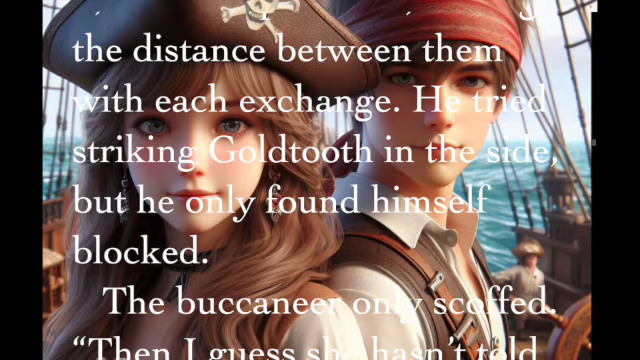 the distance between them
with each exchange. He tried
striking Goldtooth in the side,
but he only found himself
blocked.
The buccaneer only scoffed.
“Then I guess she hasn’t told